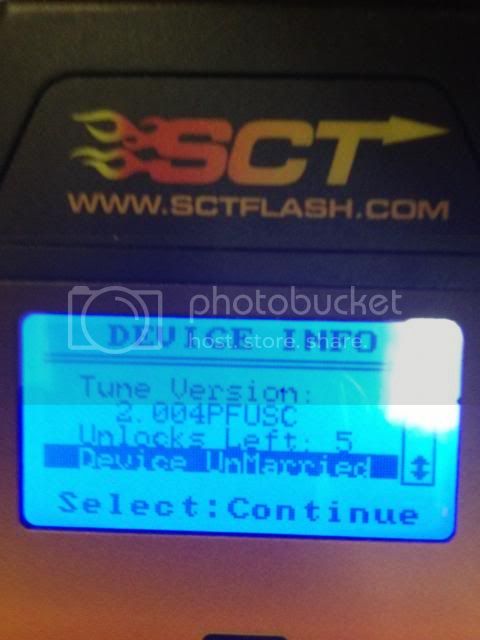 SCT
WWW.SCTFLASH.COM
photobucket
host. store. share.
DEVICE INFO
Tune Version:
2.004PFUSC
Unlocks Left: 5
Device UnMarried
Select:Continue